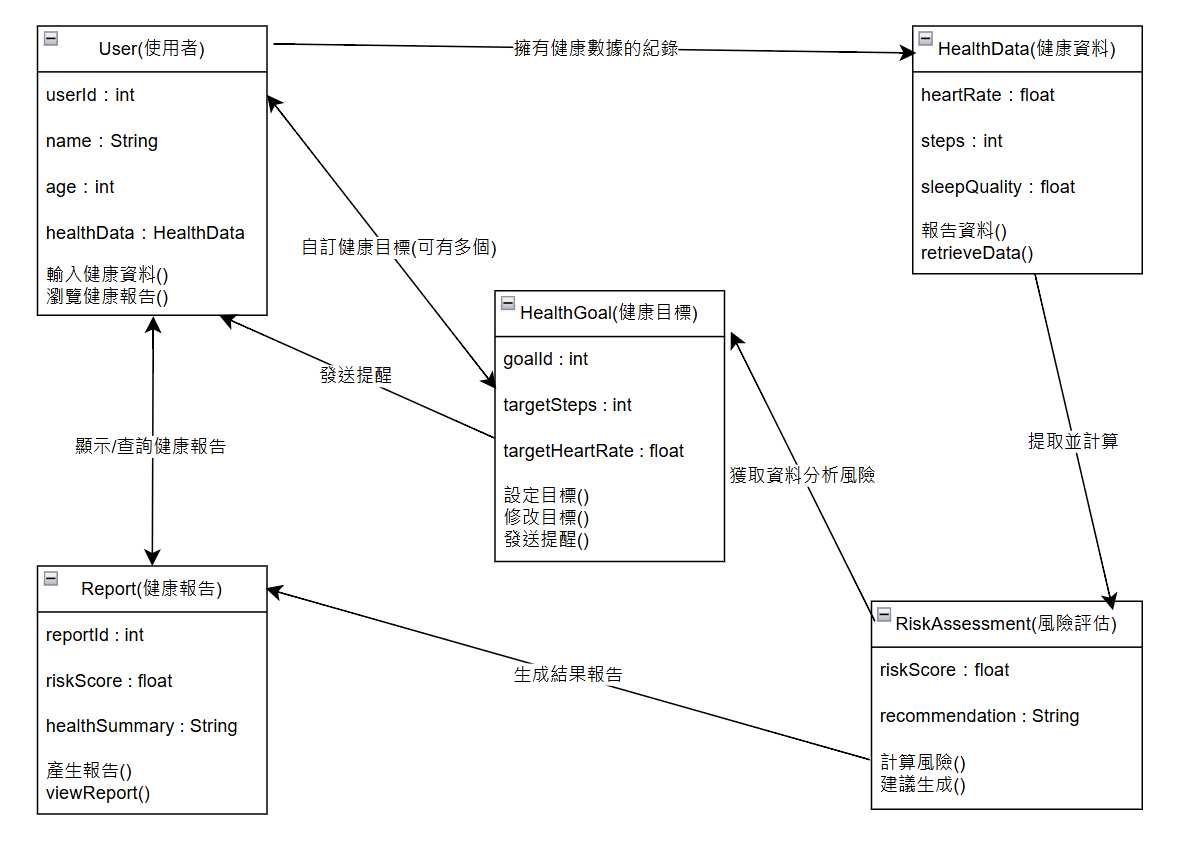 User(使用者)
userId：int
name：String
age：int
healthData：HealthData
輸入健康資料()
瀏覽健康報告()
擁有健康數據的紀錄
HealthData(健康資料)
heartRate：float
steps：int
sleepQuality：float
報告資料()
retrieveData()
自訂健康目標(可有多個)
發送提醒
HealthGoal(健康目標)
goalId : int
targetSteps : int
targetHeartRate : float
設定目標()
修改目標()
發送提醒()
顯示/查詢健康報告
獲取資料分析風險
提取並計算
Report(健康報告)
reportId : int
riskScore : float
healthSummary : String
產生報告()
viewReport()
生成結果報告
RiskAssessment(風險評估)
riskScore：float
recommendation : String
計算風險()
建議生成()